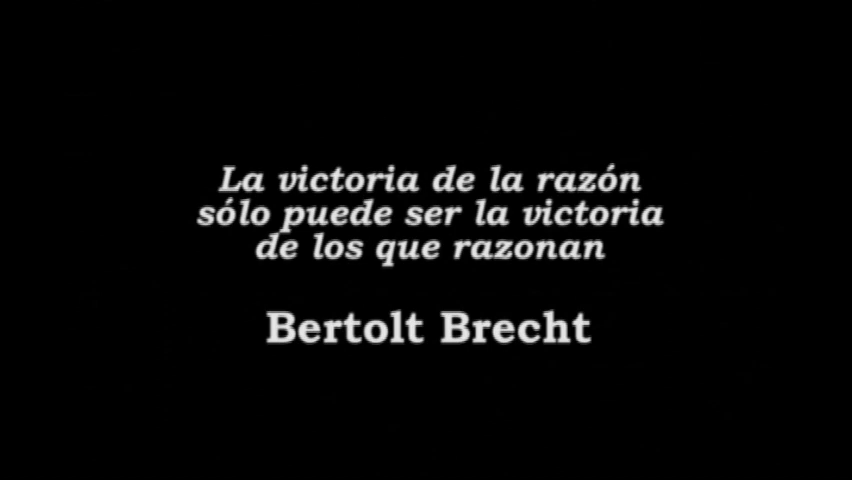 La victoria de la razón
sólo puede ser la victoria
de los que razonan
Bertolt Brecht